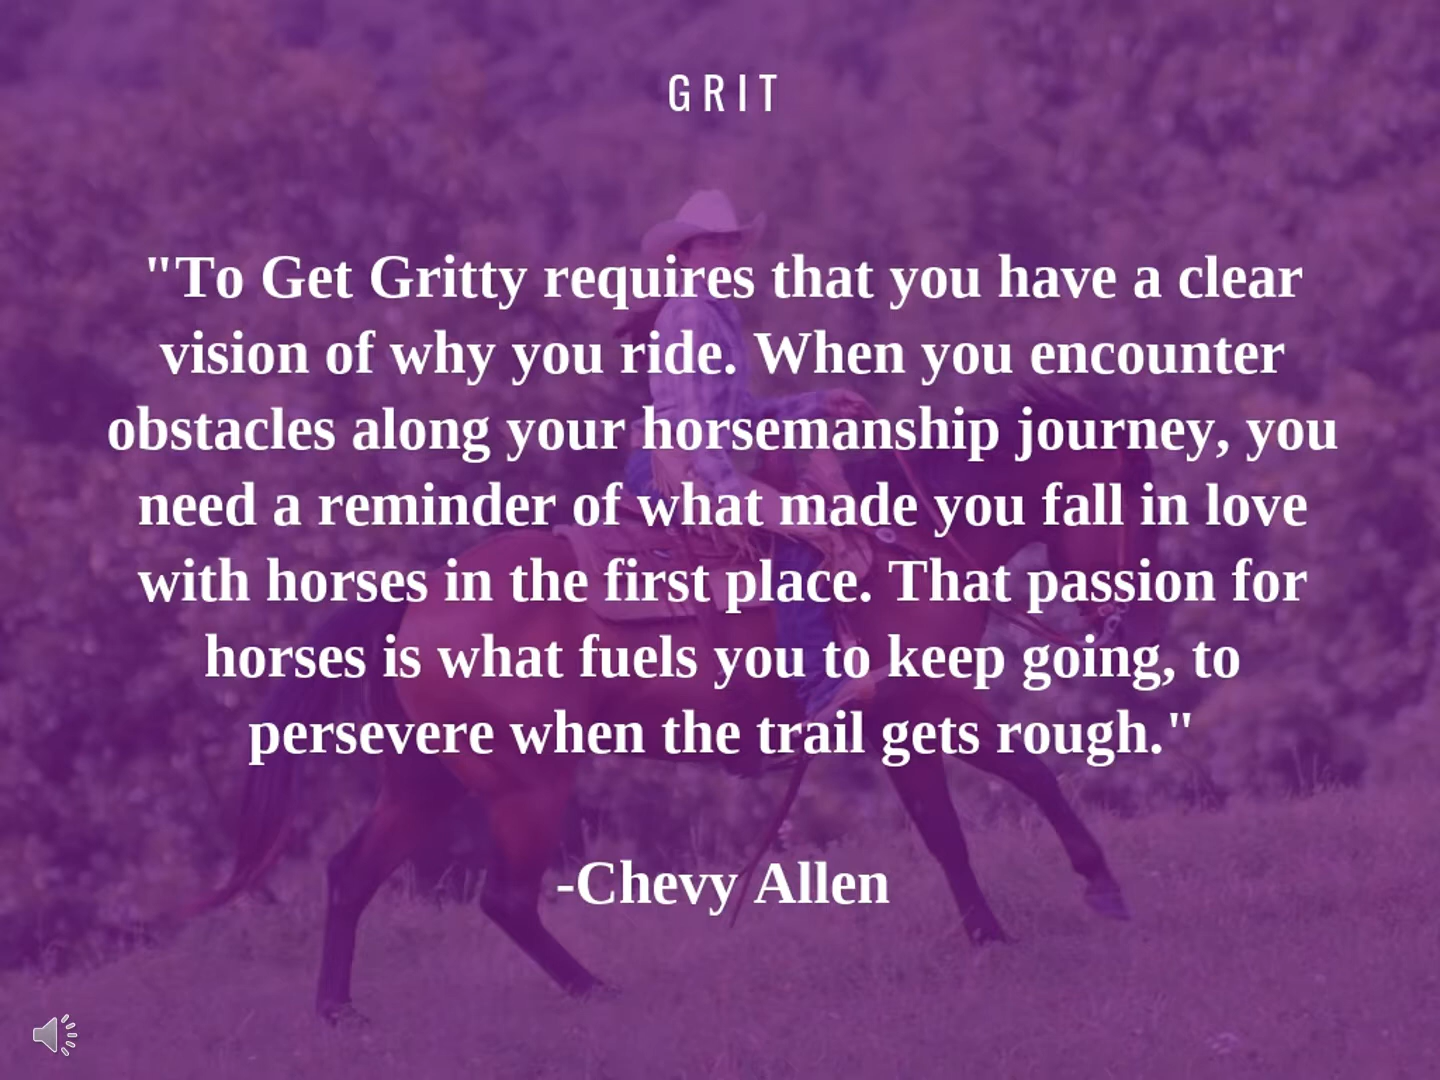 GRIT
"To Get Gritty requires that you have a clear
vision of why you ride. When you encounter
obstacles along your horsemanship journey, you
need a reminder of what made you fall in love
with horses in the first place. That passion for
horses is what fuels you to keep going, to
persevere when the trail gets rough."
-Chevy Allen